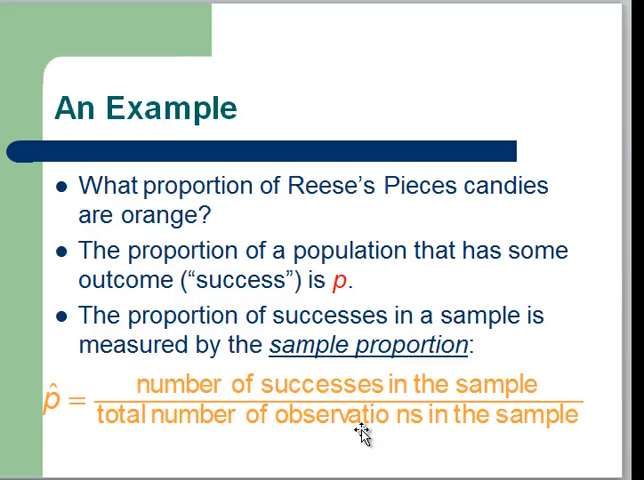 An Example
• What proportion of Reese's Pieces candies
are orange?
• The proportion of a population that has some
outcome (“success”) is p.
• The proportion of successes in a sample is
measured by the sample proportion:
number of successes in the sample
p̂ =
total number of observatio ns in the sample